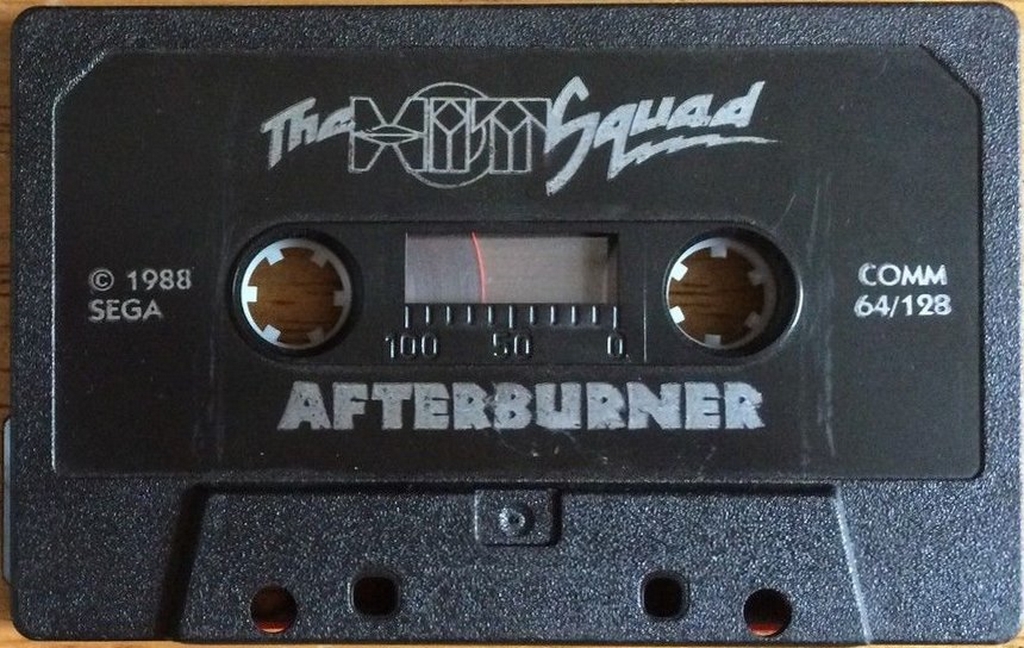 The Hit Squad
© 1988
SEGA
COMM
64/128
100 50 0
AFTERBURNER